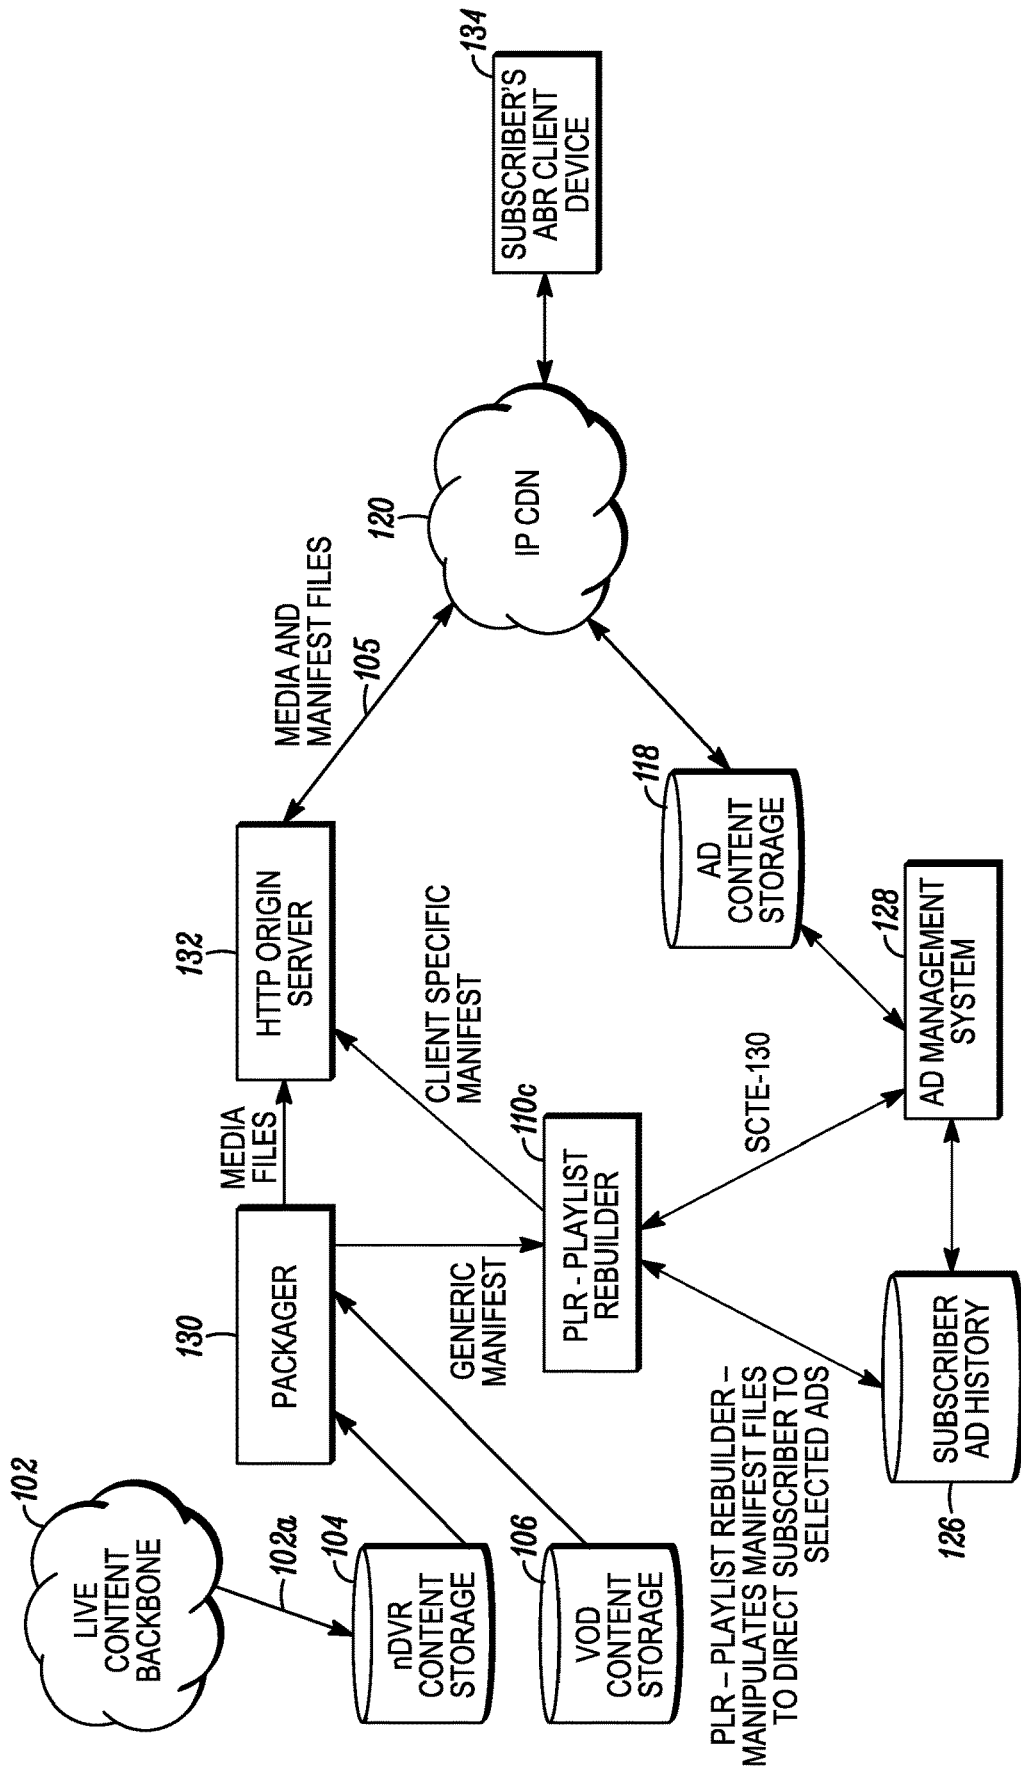 102
LIVE
CONTENT
BACKBONE
102a
104
nDVR
CONTENT
STORAGE
106
VOD
CONTENT
STORAGE
130
PACKAGER
MEDIA
FILES
GENERIC
MANIFEST
132
HTTP ORIGIN
SERVER
CLIENT SPECIFIC
MANIFEST
110c
PLR - PLAYLIST
REBUILDER
MEDIA AND
MANIFEST FILES
105
120
IP CDN
134
SUBSCRIBER'S
ABR CLIENT
DEVICE
118
AD
CONTENT
STORAGE
SCTE-130
128
AD MANAGEMENT
SYSTEM
126
SUBSCRIBER
AD HISTORY
PLR – PLAYLIST REBUILDER –
MANIPULATES MANIFEST FILES
TO DIRECT SUBSCRIBER TO
SELECTED ADS